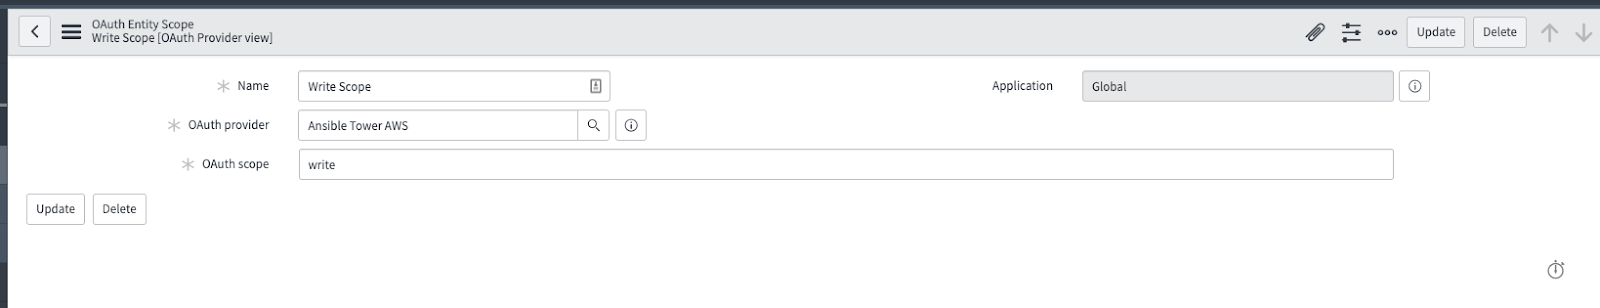 OAuth Entity Scope
Write Scope [OAuth Provider view]
Update
Delete
Name
Write Scope
Application
Global
OAuth provider
Ansible Tower AWS
OAuth scope
write
Update
Delete